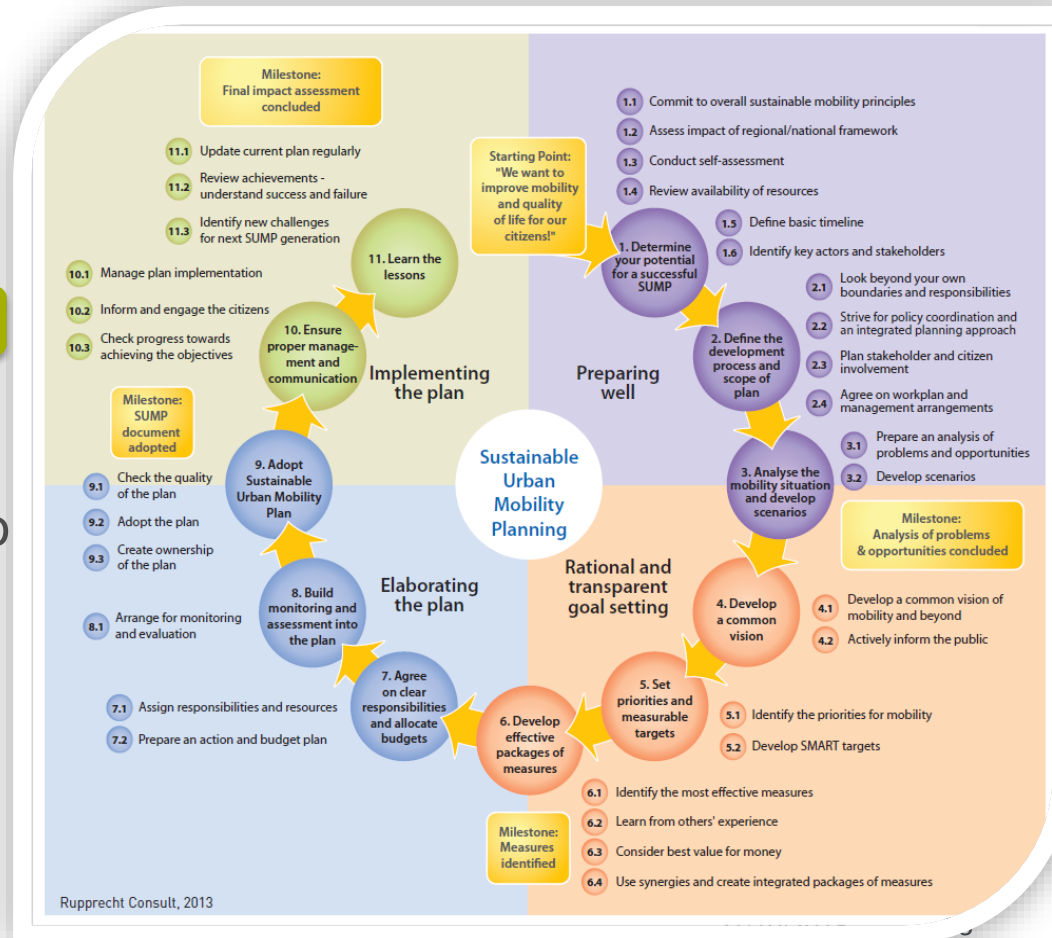 Milestone:
Final impact assessment
concluded
11.1 Update current plan regularly
11.2 Review achievements -
understand success and failure
11.3 Identify new challenges
for next SUMP generation
10.1 Manage plan implementation
10.2 Inform and engage the citizens
10.3 Check progress towards
achieving the objectives
Starting Point:
"We want to
improve mobility
and quality
of life for our
citizens!"
1.1 Commit to overall sustainable mobility principles
1.2 Assess impact of regional/national framework
1.3 Conduct self-assessment
1.4 Review availability of resources
1.5 Define basic timeline
1.6 Identify key actors and stakeholders
1. Determine
your potential
for a successful
SUMP
2.1 Look beyond your own
boundaries and responsibilities
2.2 Strive for policy coordination and
an integrated planning approach
2.3 Plan stakeholder and citizen
involvement
2.4 Agree on workplan and
management arrangements
2. Define the
development
process and
scope of
plan
3.1 Prepare an analysis of
problems and opportunities
3.2 Develop scenarios
3. Analyse the
mobility situation
and develop
scenarios
Milestone:
Analysis of problems
& opportunities concluded
11. Learn the
lessons
10. Ensure
proper manage-
ment and
communication
Implementing
the plan
Preparing
well
Milestone:
SUMP
document
adopted
9. Adopt
Sustainable
Urban Mobility
Plan
9.1 Check the quality
of the plan
9.2 Adopt the plan
9.3 Create ownership
of the plan
Sustainable
Urban
Mobility
Planning
Elaborating
the plan
Rational and
transparent
goal setting
8. Build
monitoring and
assessment into
the plan
8.1 Arrange for monitoring
and evaluation
4. Develop
a common
vision
4.1 Develop a common vision of
mobility and beyond
4.2 Actively inform the public
7. Agree
on clear
responsibilities
and allocate
budgets
7.1 Assign responsibilities and resources
7.2 Prepare an action and budget plan
5. Set
priorities and
measurable
targets
5.1 Identify the priorities for mobility
5.2 Develop SMART targets
6. Develop
effective
packages of
measures
6.1 Identify the most effective measures
6.2 Learn from others' experience
6.3 Consider best value for money
6.4 Use synergies and create integrated packages of measures
Milestone:
Measures
identified
Rupprecht Consult, 2013